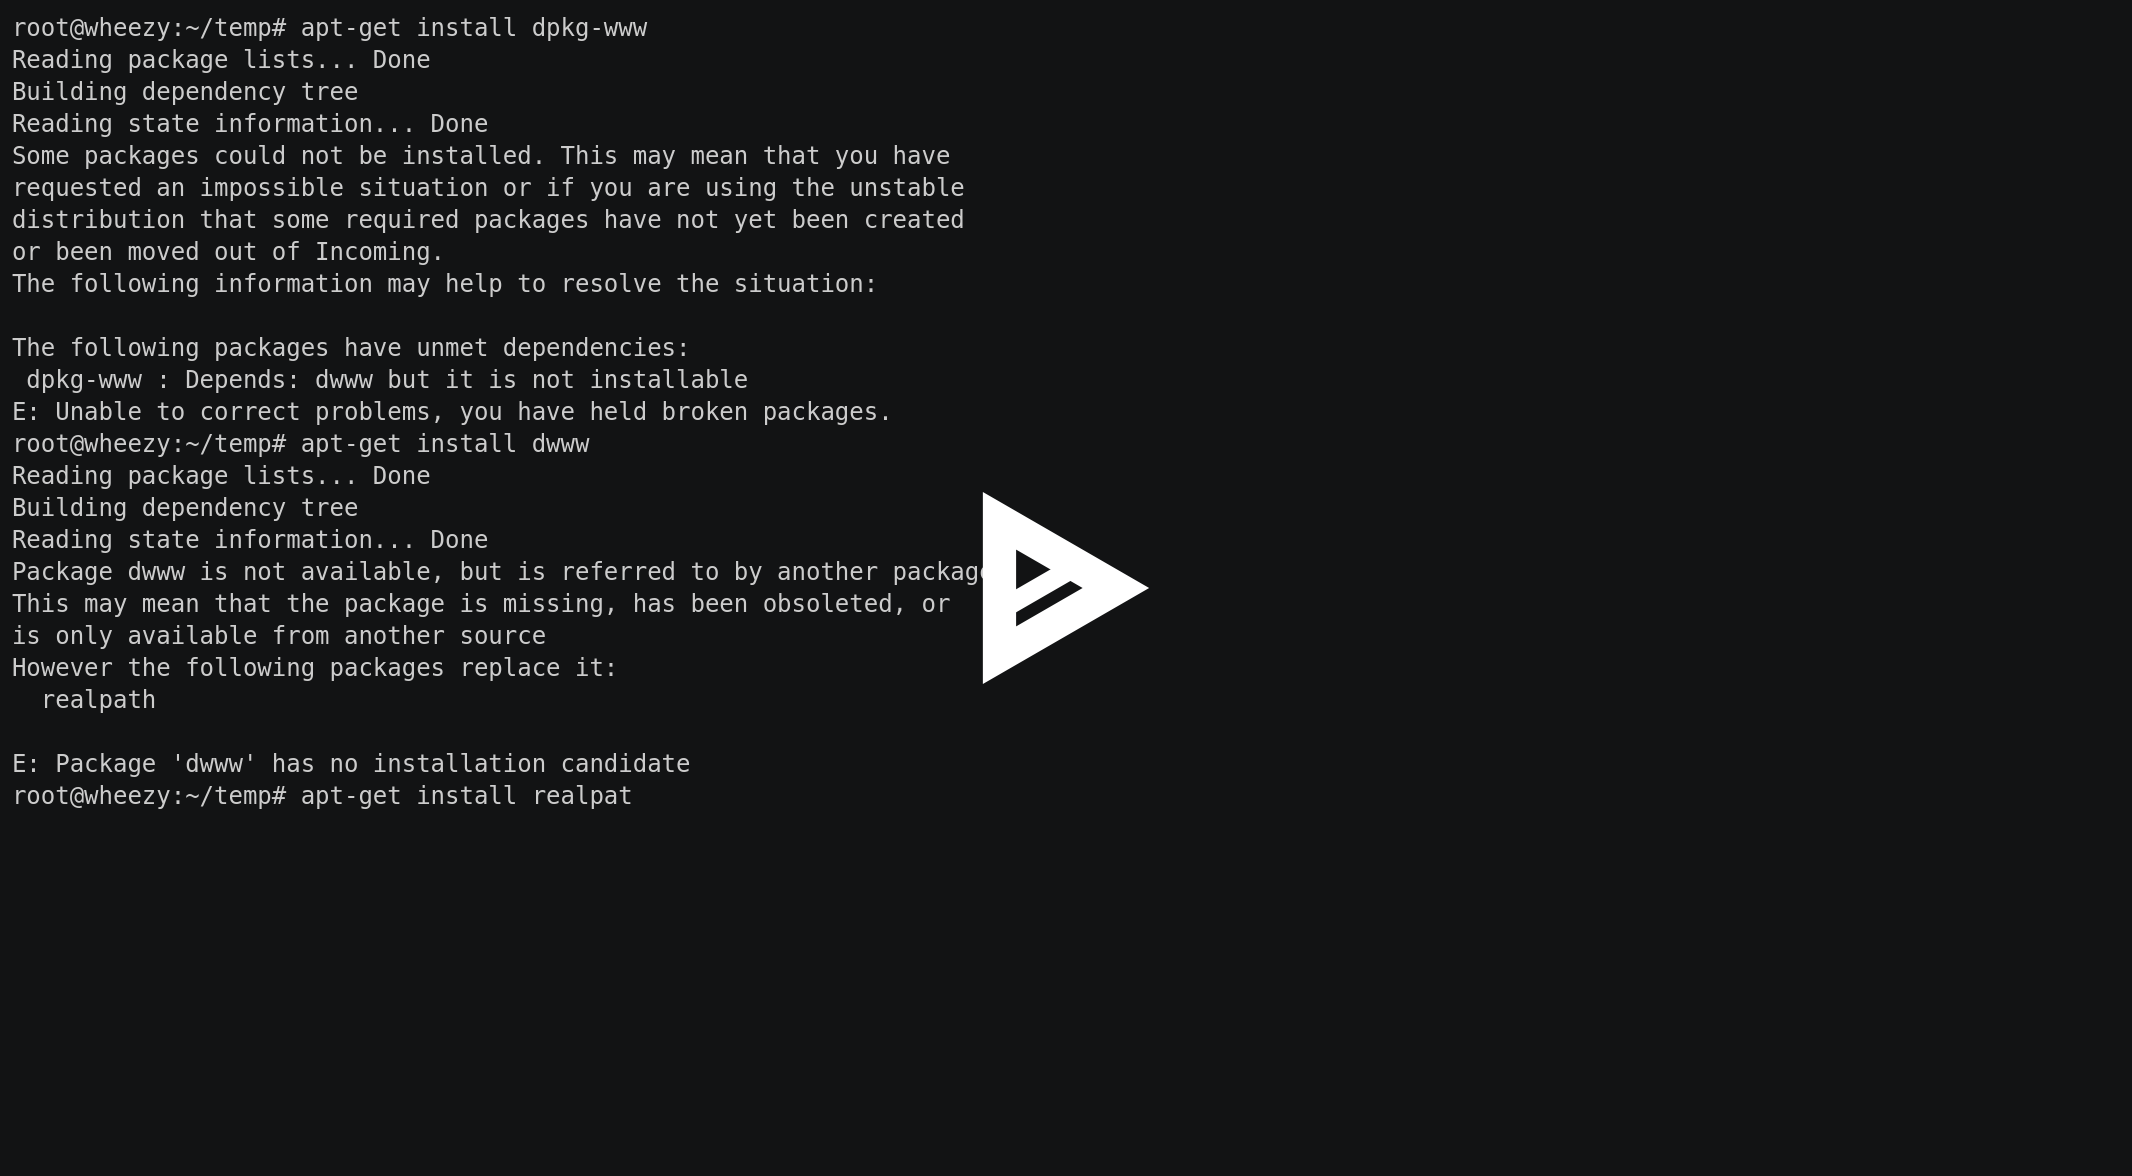 root@wheezy:~/temp# apt-get install dpkg-www
Reading package lists... Done
Building dependency tree
Reading state information... Done
Some packages could not be installed. This may mean that you have
requested an impossible situation or if you are using the unstable
distribution that some required packages have not yet been created
or been moved out of Incoming.
The following information may help to resolve the situation:

The following packages have unmet dependencies:
 dpkg-www : Depends: dwww but it is not installable
E: Unable to correct problems, you have held broken packages.
root@wheezy:~/temp# apt-get install dwww
Reading package lists... Done
Building dependency tree
Reading state information... Done
Package dwww is not available, but is referred to by another package
This may mean that the package is missing, has been obsoleted, or
is only available from another source
However the following packages replace it:
  realpath

E: Package 'dwww' has no installation candidate
root@wheezy:~/temp# apt-get install realpat